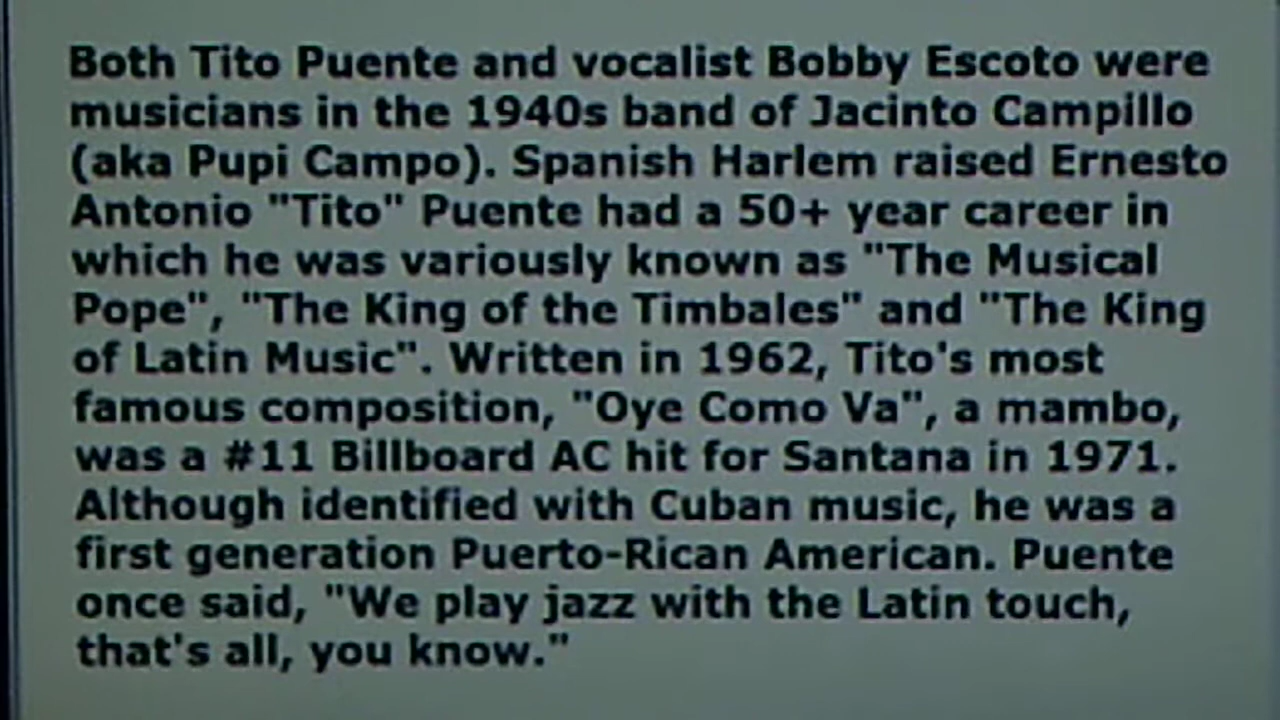 Both Tito Puente and vocalist Bobby Escoto were
musicians in the 1940s band of Jacinto Campillo
(aka Pupi Campo). Spanish Harlem raised Ernesto
Antonio "Tito" Puente had a 50+ year career in
which he was variously known as "The Musical
Pope", "The King of the Timbales" and "The King
of Latin Music". Written in 1962, Tito's most
famous composition, "Oye Como Va", a mambo,
was a #11 Billboard AC hit for Santana in 1971.
Although identified with Cuban music, he was a
first generation Puerto-Rican American. Puente
once said, "We play jazz with the Latin touch,
that's all, you know."